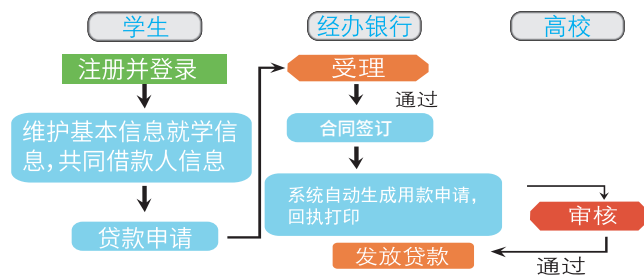 学生
经办银行
高校
注册并登录
受理
通过
维护基本信息就学信
息,共同借款人信息
合同签订
系统自动生成用款申请,
回执打印
审核
贷款申请
发放贷款
通过